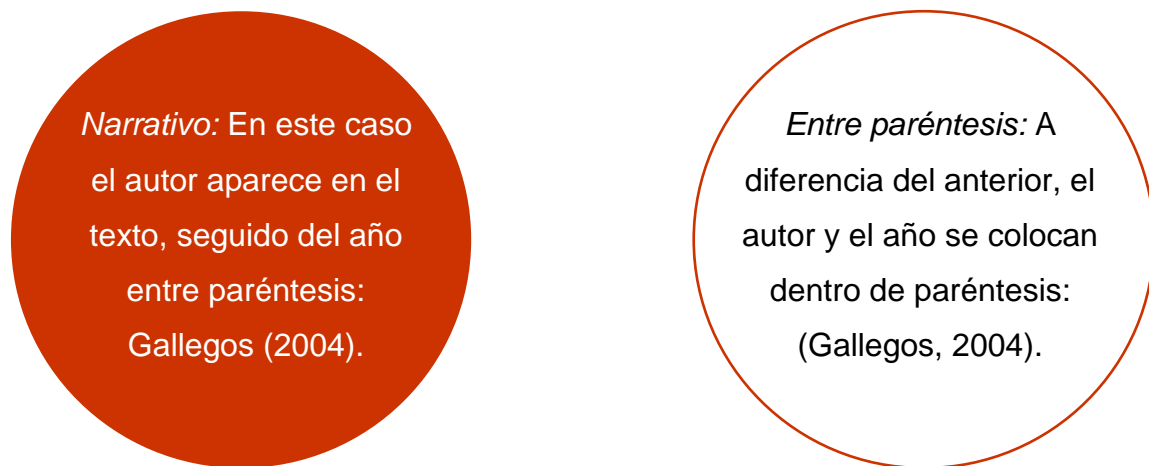 Narrativo: En este caso
el autor aparece en el
texto, seguido del año
entre paréntesis:
Gallegos (2004).
Entre paréntesis: A
diferencia del anterior, el
autor y el año se colocan
dentro de paréntesis:
(Gallegos, 2004).